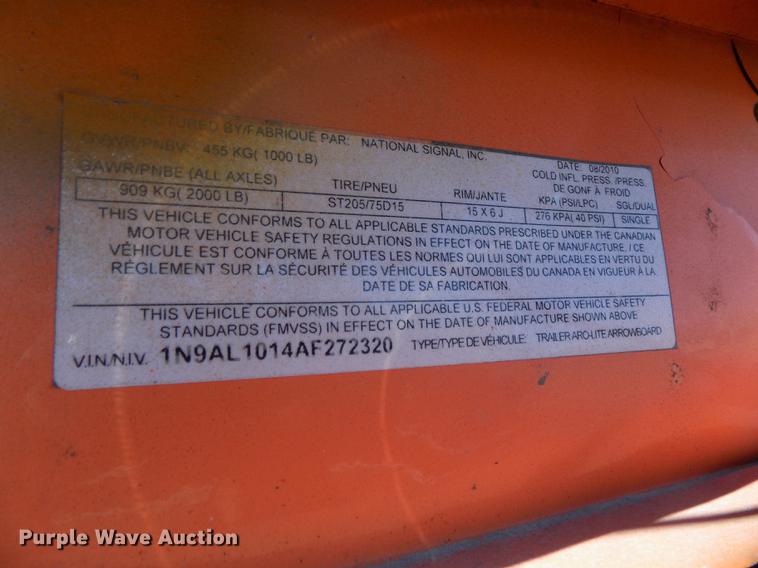 MANUFACTURED BY/FABRIQUÉ PAR: NATIONAL SIGNAL, INC.
GVWR/PNBV: 455 KG( 1000 LB) DATE: 08/2010
GAWR/PNBE (ALL AXLES) TIRE/PNEU RIM/JANTE COLD INFL. PRESS. /PRESS. DE GONF À FROID KPA (PSI/LPC) SGL/DUAL
909 KG( 2000 LB) ST205/75D15 15 X 6 J 276 KPA( 40 PSI) SINGLE
THIS VEHICLE CONFORMS TO ALL APPLICABLE STANDARDS PRESCRIBED UNDER THE CANADIAN
MOTOR VEHICLE SAFETY REGULATIONS IN EFFECT ON THE DATE OF MANUFACTURE. / CE
VÉHICULE EST CONFORME À TOUTES LES NORMES QUI LUI SONT APPLICABLES EN VERTU DU
RÈGLEMENT SUR LA SÉCURITÉ DES VÉHICULES AUTOMOBILES DU CANADA EN VIGUEUR À LA
DATE DE SA FABRICATION.
THIS VEHICLE CONFORMS TO ALL APPLICABLE U.S. FEDERAL MOTOR VEHICLE SAFETY
STANDARDS (FMVSS) IN EFFECT ON THE DATE OF MANUFACTURE SHOWN ABOVE
V.I.N./N.I.V. 1N9AL1014AF272320 TYPE/TYPE DE VÉHICULE: TRAILER ARO-LITE ARROWBOARD
Purple Wave Auction